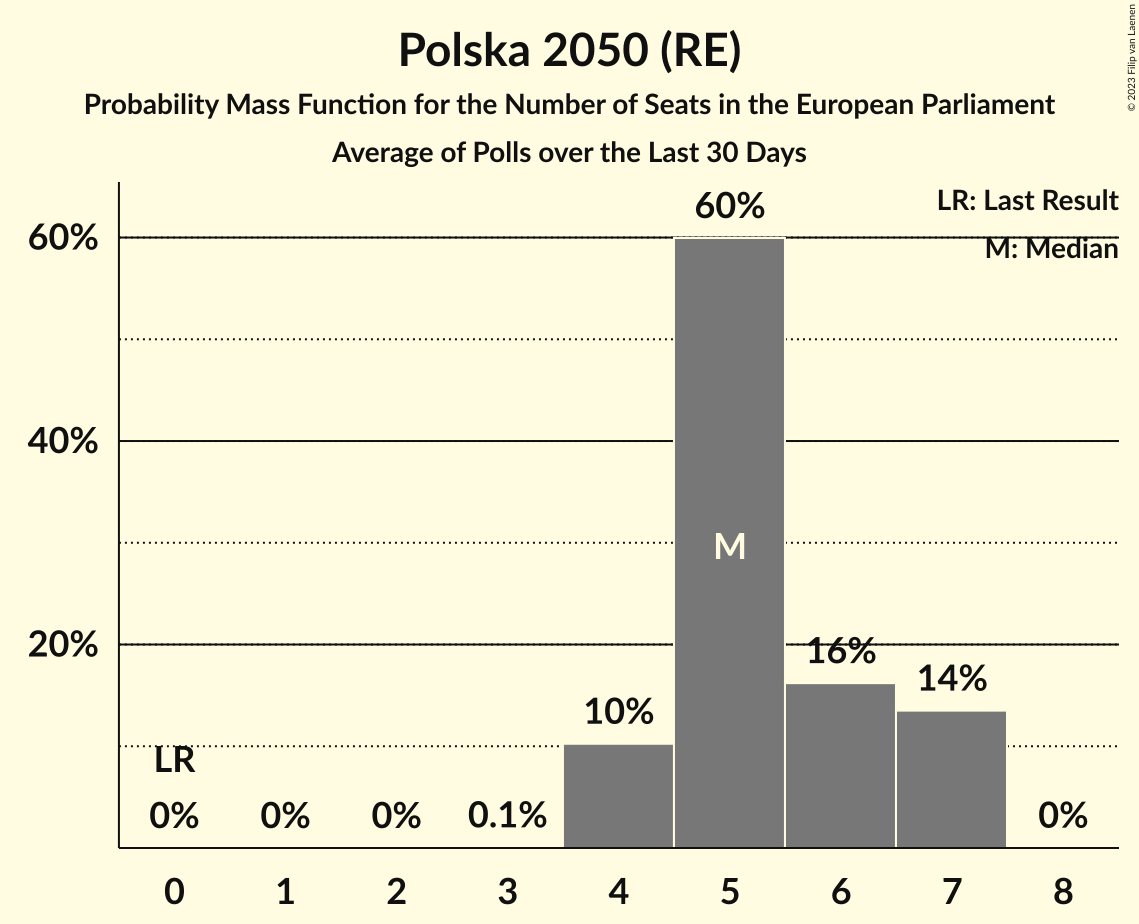 Polska 2050 (RE)
Probability Mass Function for the Number of Seats in the European Parliament
Average of Polls over the Last 30 Days
© 2023 Filip van Laenen
LR: Last Result
M: Median
60%
40%
20%
60%
M
16%
14%
10%
LR
0%
0%
0%
0.1%
0%
0 1 2 3 4 5 6 7 8